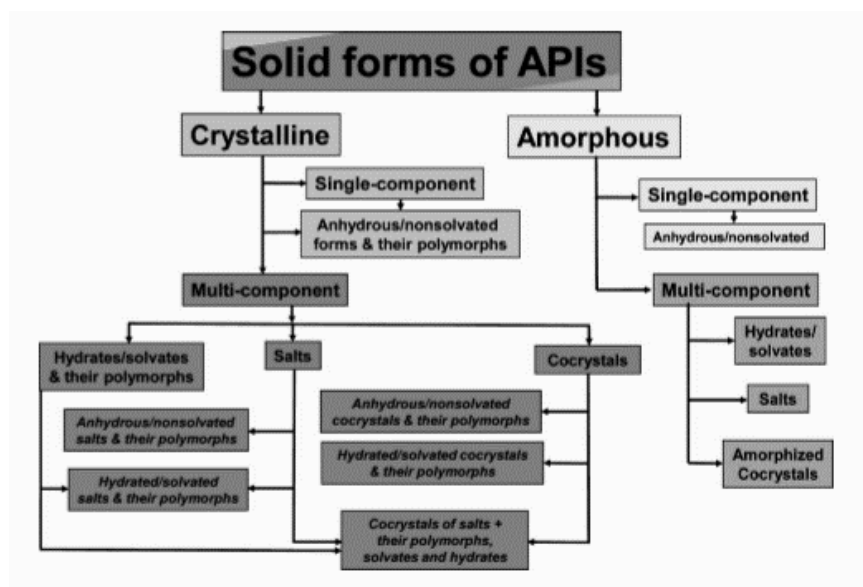 Solid forms of APIs
Crystalline
Amorphous
Single-component
Anhydrous/nonsolvated
forms & their polymorphs
Single-component
Anhydrous/nonsolvated
Multi-component
Multi-component
Hydrates/solvates
& their polymorphs
Salts
Cocrystals
Hydrates/
solvates
Salts
Amorphized
Cocrystals
Anhydrous/nonsolvated
salts & their polymorphs
Anhydrous/nonsolvated
cocrystals & their polymorphs
Hydrated/solvated
salts & their polymorphs
Hydrated/solvated cocrystals
& their polymorphs
Cocrystals of salts +
their polymorphs,
solvates and hydrates